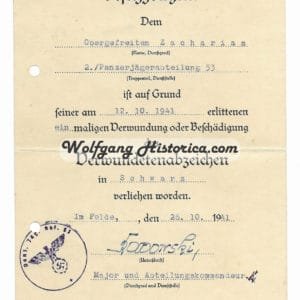 Dem
Obergefreiten Zacharias
(Name, Dienstgrad)
2./Panzerjägerabteilung 53
(Truppenteil, Dienststelle)
ist auf Grund
seiner am 12.10.1941 erlittenen
ein maligen Verwundung oder Beschädigung
Wolfgang Historica.com
Verwundetenabzeichen
in Schwarz
verliehen worden.
im Felde, den 26.10. 1941
(Unterschrift)
Major und Abteilungskommandeur
(Dienstgrad und Dienststelle)